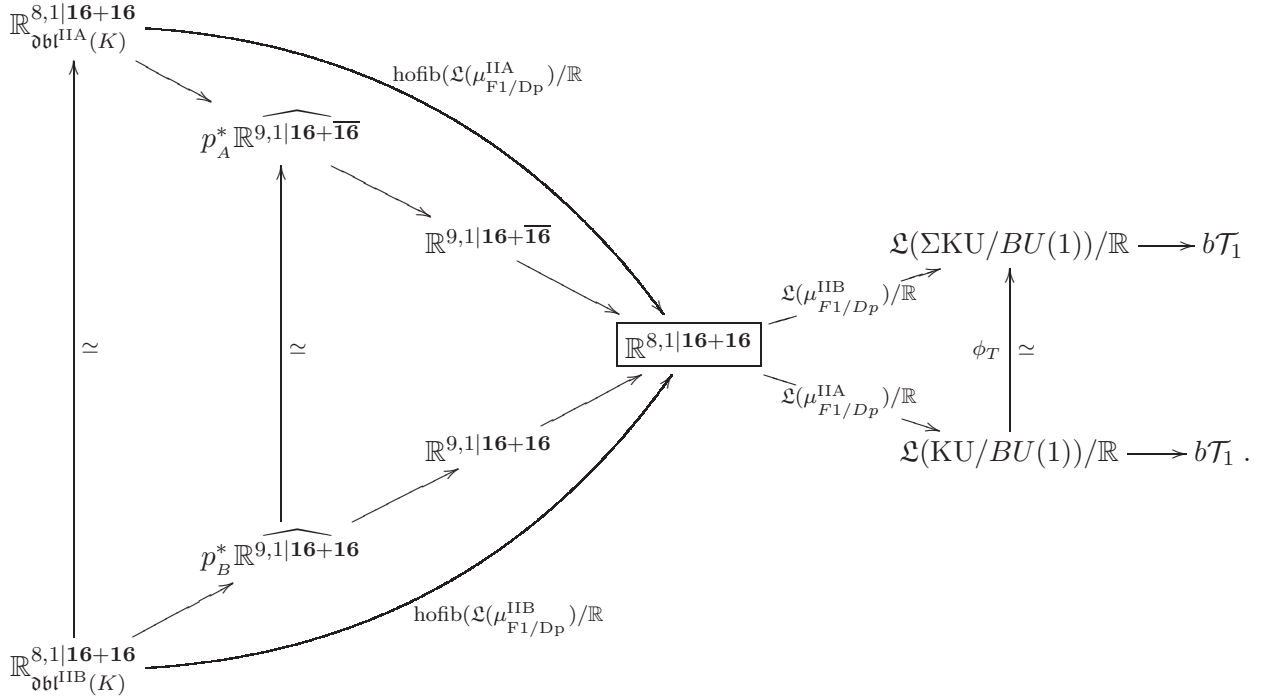 ℝ^{8,1|𝟏𝟔+𝟏𝟔}_{𝔡𝔟𝔩^{IIA}(K)}
hofib(𝔏(μ^{IIA}_{F1/Dp})/ℝ
p^*_A \widehat{ℝ^{9,1|𝟏𝟔+\overline{𝟏𝟔}}}
ℝ^{9,1|𝟏𝟔+\overline{𝟏𝟔}}
𝔏(ΣKU/BU(1))/ℝ → b𝒯_1
𝔏(μ^{IIB}_{F1/Dp})/ℝ
≃ ≃ ℝ^{8,1|𝟏𝟔+𝟏𝟔} ϕ_T ≃
𝔏(μ^{IIA}_{F1/Dp})/ℝ
ℝ^{9,1|𝟏𝟔+𝟏𝟔} 𝔏(KU/BU(1))/ℝ → b𝒯_1 .
p^*_B \widehat{ℝ^{9,1|𝟏𝟔+𝟏𝟔}}
hofib(𝔏(μ^{IIB}_{F1/Dp})/ℝ
ℝ^{8,1|𝟏𝟔+𝟏𝟔}_{𝔡𝔟𝔩^{IIB}(K)}